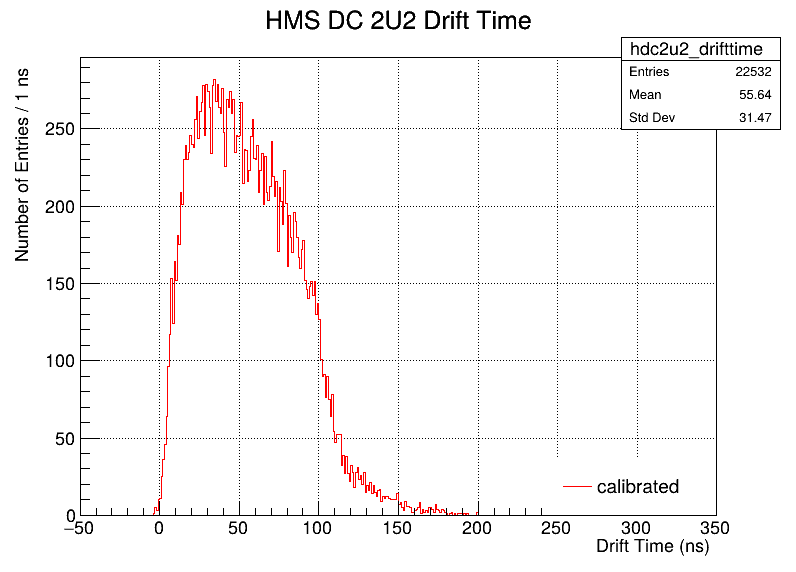 HMS DC 2U2 Drift Time
hdc2u2_drifttime
Entries 22532
Mean 55.64
Std Dev 31.47
Number of Entries / 1 ns
250
200
150
100
50
0
−50 0 50 100 150 200 250 300 350
calibrated
Drift Time (ns)